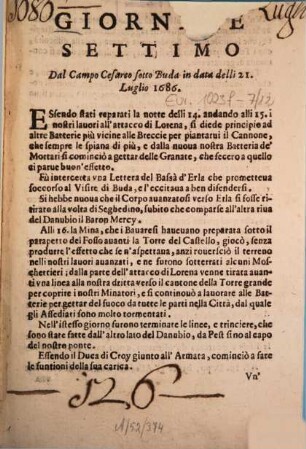 GIORNALE
SETTIMO
Dal Campo Cesareo sotto Buda in data delli 21.
Luglio 1686.
ESsendo stati reparati la notte delli 14. andando alli 15. i
nostri lauori all'attacco di Lorena, si diede principio ad
altre Batterie più vicine alle Breccie per piantarui il Cannone,
che sempre le spiana di più, e dalla nuoua nostra Batteria de'
Mortari si cominciò a gettar delle Granate, che fecero a quello
ci parue buon'effetto.
Fù intercetta vna Lettera del Bassà d'Erla che prometteua
soccorso al Visire di Buda, e l'eccitaua a ben difendersi.
Si hebbe nuoua che il Corpo auanzatosi verso Erla si fosse ri-
tirato alla volta di Seghedino, subito che comparse all'altra riua
del Danubio il Baron Mercy.
Alli 16. la Mina, che i Bauaresi haueuano preparata sotto il
parapetto del Fosso auanti la Torre del Castello, giocò, senza
produrre l'effetto che se n'aspettaua, anzi rouersciò il terreno
nelli nostri lauori auanzati, e ne furono sotterrati alcuni Mos-
chettieri; dalla parte dell'attacco di Lorena venne tirata auanti
vna linea alla nostra dritta verso il cantone della Torre grande
per coprire i nostri Minatori, e si continouò a lauorare alle Bat-
terie per gettar del fuoco da tutte le parti nella Città, dal quale
gli Assediati sono molto tormentati.
Nell'istesso giorno furono terminate le linee, e trinciere, che
sono state fatte dall'altro lato del Danubio, da Pest sino al capo
del nostro ponte.
Essendo il Duca di Croy giunto all'Armata, cominciò a fare
le funtioni della sua carica.
Vn'
126